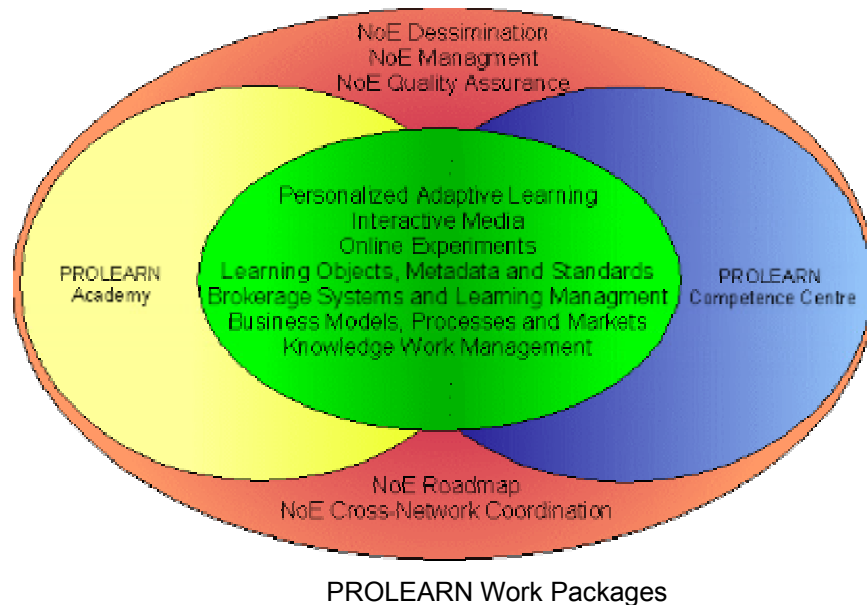 NoE Dessimination
NoE Managment
NoE Quality Assurance
Personalized Adaptive Learning
Interactive Media
Online Experiments
Learning Objects, Metadata and Standards
Brokerage Systems and Learning Managment
Business Models, Processes and Markets
Knowledge Work Management
PROLEARN
Academy
PROLEARN
Competence Centre
NoE Roadmap
NoE Cross-Network Coordination
PROLEARN Work Packages